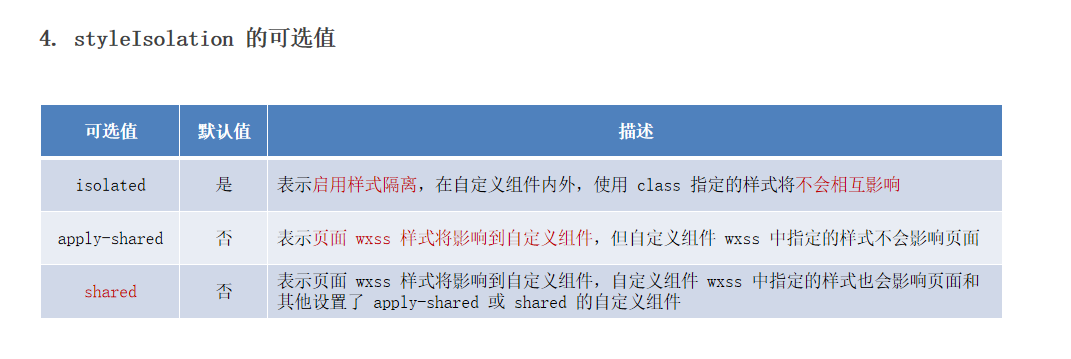 4. styleIsolation 的可选值
可选值 默认值 描述
isolated 是 表示启用样式隔离，在自定义组件内外，使用 class 指定的样式将不会相互影响
apply-shared 否 表示页面 wxss 样式将影响到自定义组件，但自定义组件 wxss 中指定的样式不会影响页面
shared 否 表示页面 wxss 样式将影响到自定义组件，自定义组件 wxss 中指定的样式也会影响页面和
其他设置了 apply-shared 或 shared 的自定义组件